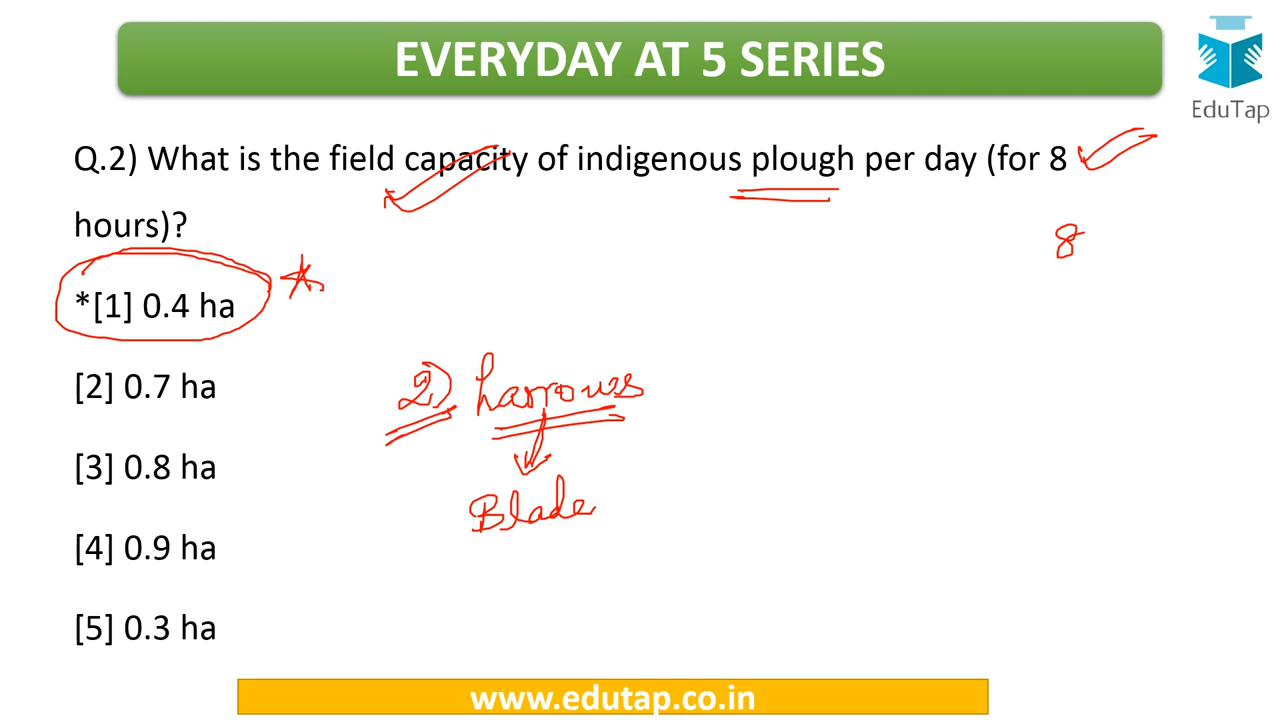 EVERYDAY AT 5 SERIES
EduTap
Q.2) What is the field capacity of indigenous plough per day (for 8
hours)?
8
*[1] 0.4 ha
[2] 0.7 ha
2) harrows
[3] 0.8 ha
Blade
[4] 0.9 ha
[5] 0.3 ha
www.edutap.co.in